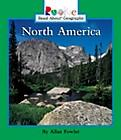 Rookie
Read-About® Geography
North America
By Allan Fowler